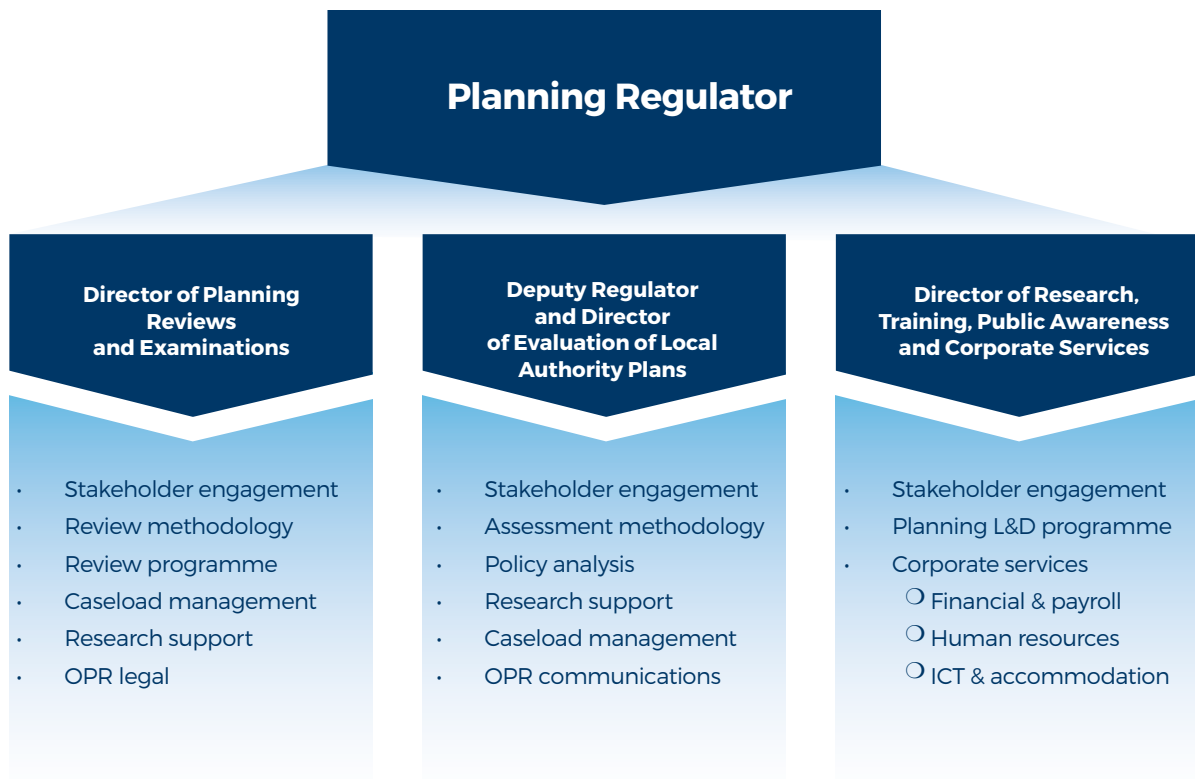 Planning Regulator
Director of Planning
Reviews
and Examinations
• Stakeholder engagement
• Review methodology
• Review programme
• Caseload management
• Research support
• OPR legal
Deputy Regulator
and Director
of Evaluation of Local
Authority Plans
• Stakeholder engagement
• Assessment methodology
• Policy analysis
• Research support
• Caseload management
• OPR communications
Director of Research,
Training, Public Awareness
and Corporate Services
• Stakeholder engagement
• Planning L&D programme
• Corporate services
❍ Financial & payroll
❍ Human resources
❍ ICT & accommodation